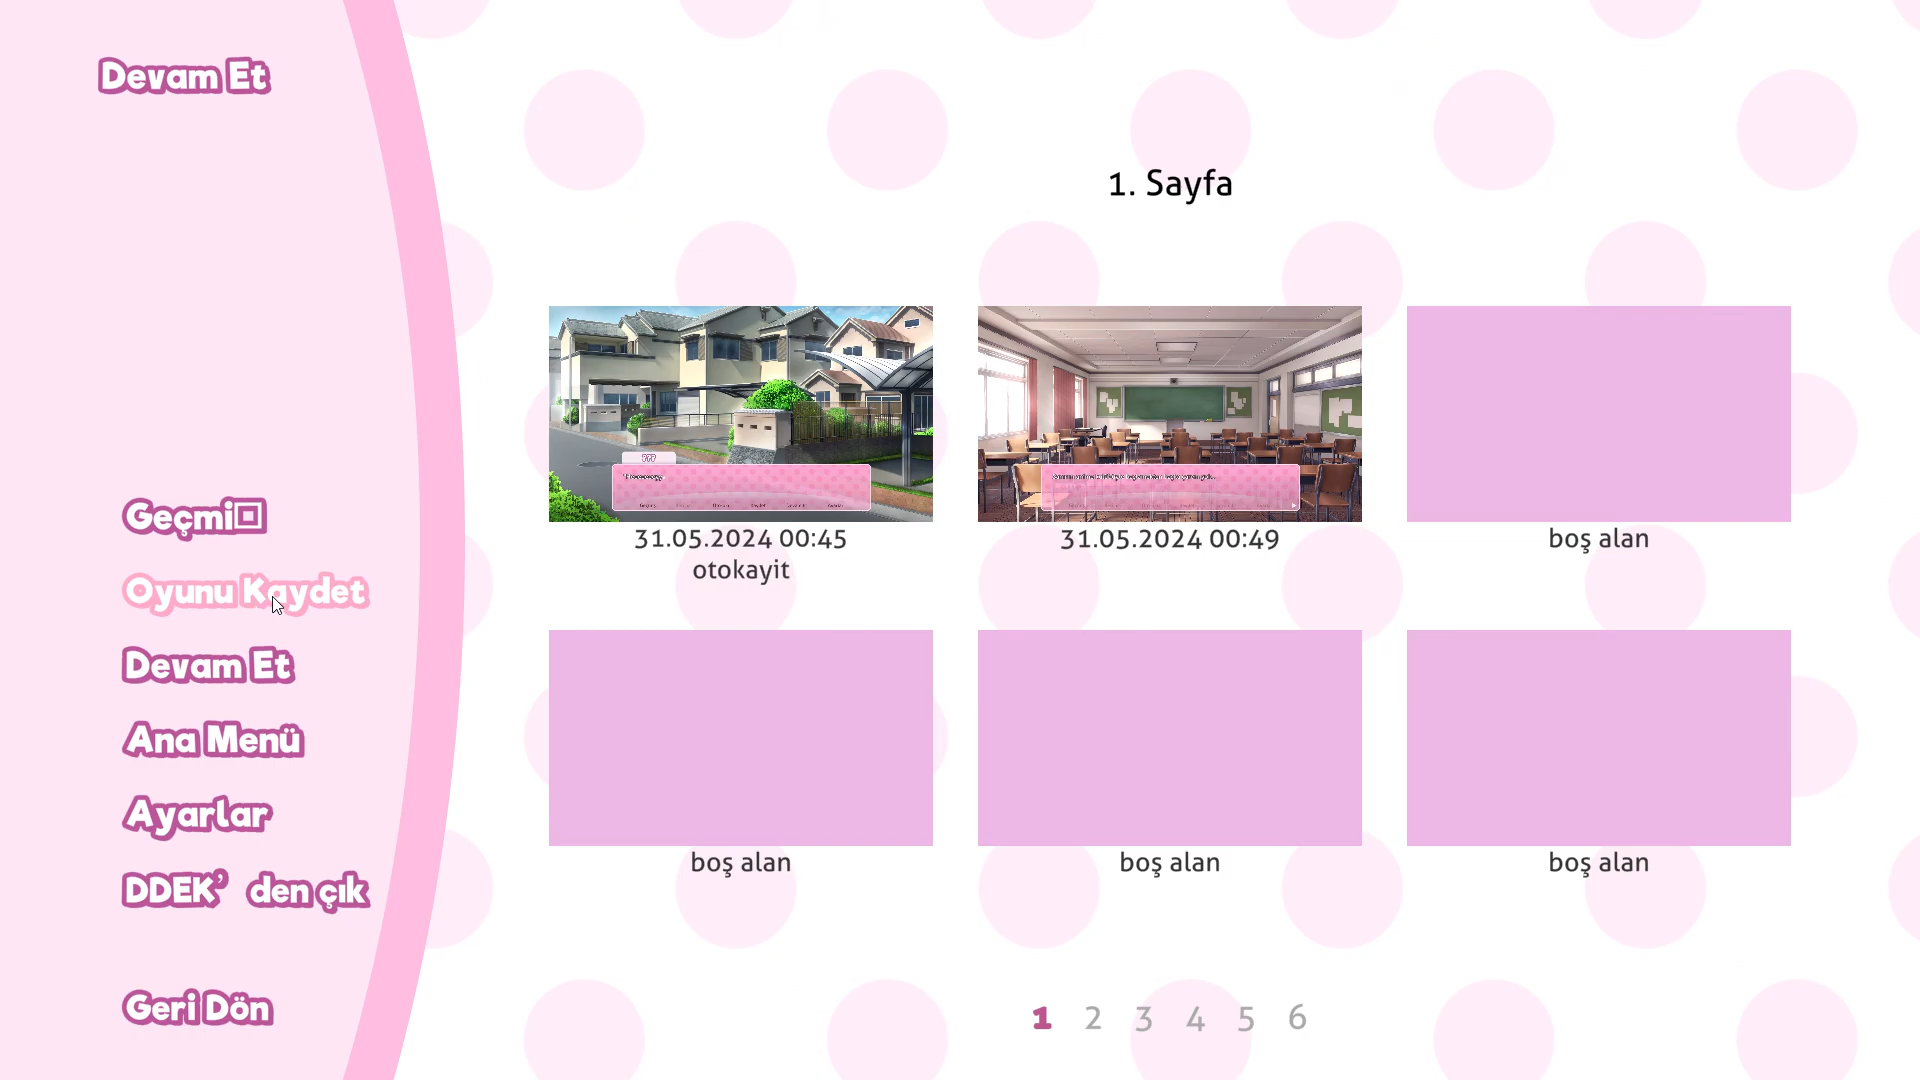 Devam Et
1. Sayfa
31.05.2024 00:45
otokayit
31.05.2024 00:49
boş alan
boş alan
boş alan
boş alan
Geçmi□
Oyunu Kaydet
Devam Et
Ana Menü
Ayarlar
DDEK’ den çık
Geri Dön
1 2 3 4 5 6